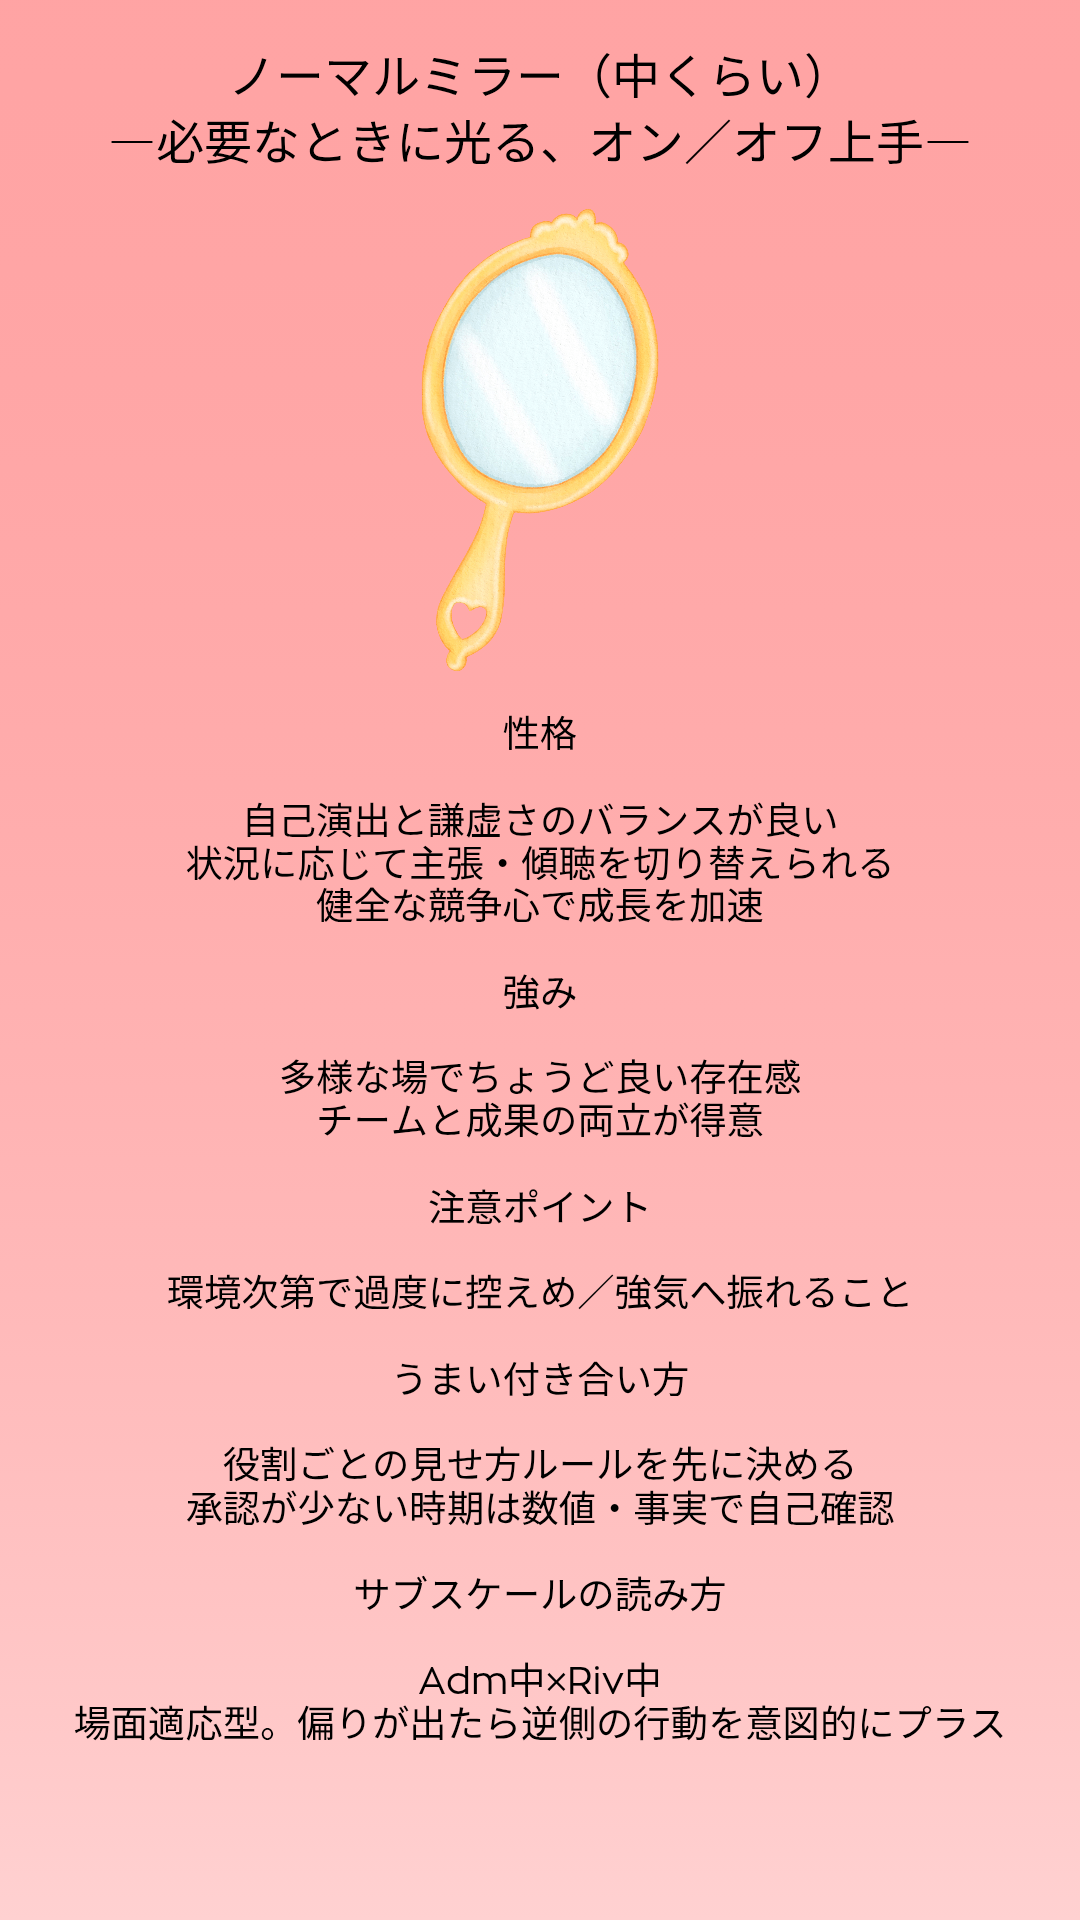 ノーマルミラー（中くらい）
―必要なときに光る、オン／オフ上手―
性格
自己演出と謙虚さのバランスが良い
状況に応じて主張・傾聴を切り替えられる
健全な競争心で成長を加速
強み
多様な場でちょうど良い存在感
チームと成果の両立が得意
注意ポイント
環境次第で過度に控えめ／強気へ振れること
うまい付き合い方
役割ごとの見せ方ルールを先に決める
承認が少ない時期は数値・事実で自己確認
サブスケールの読み方
Adm中×Riv中
場面適応型。偏りが出たら逆側の行動を意図的にプラス